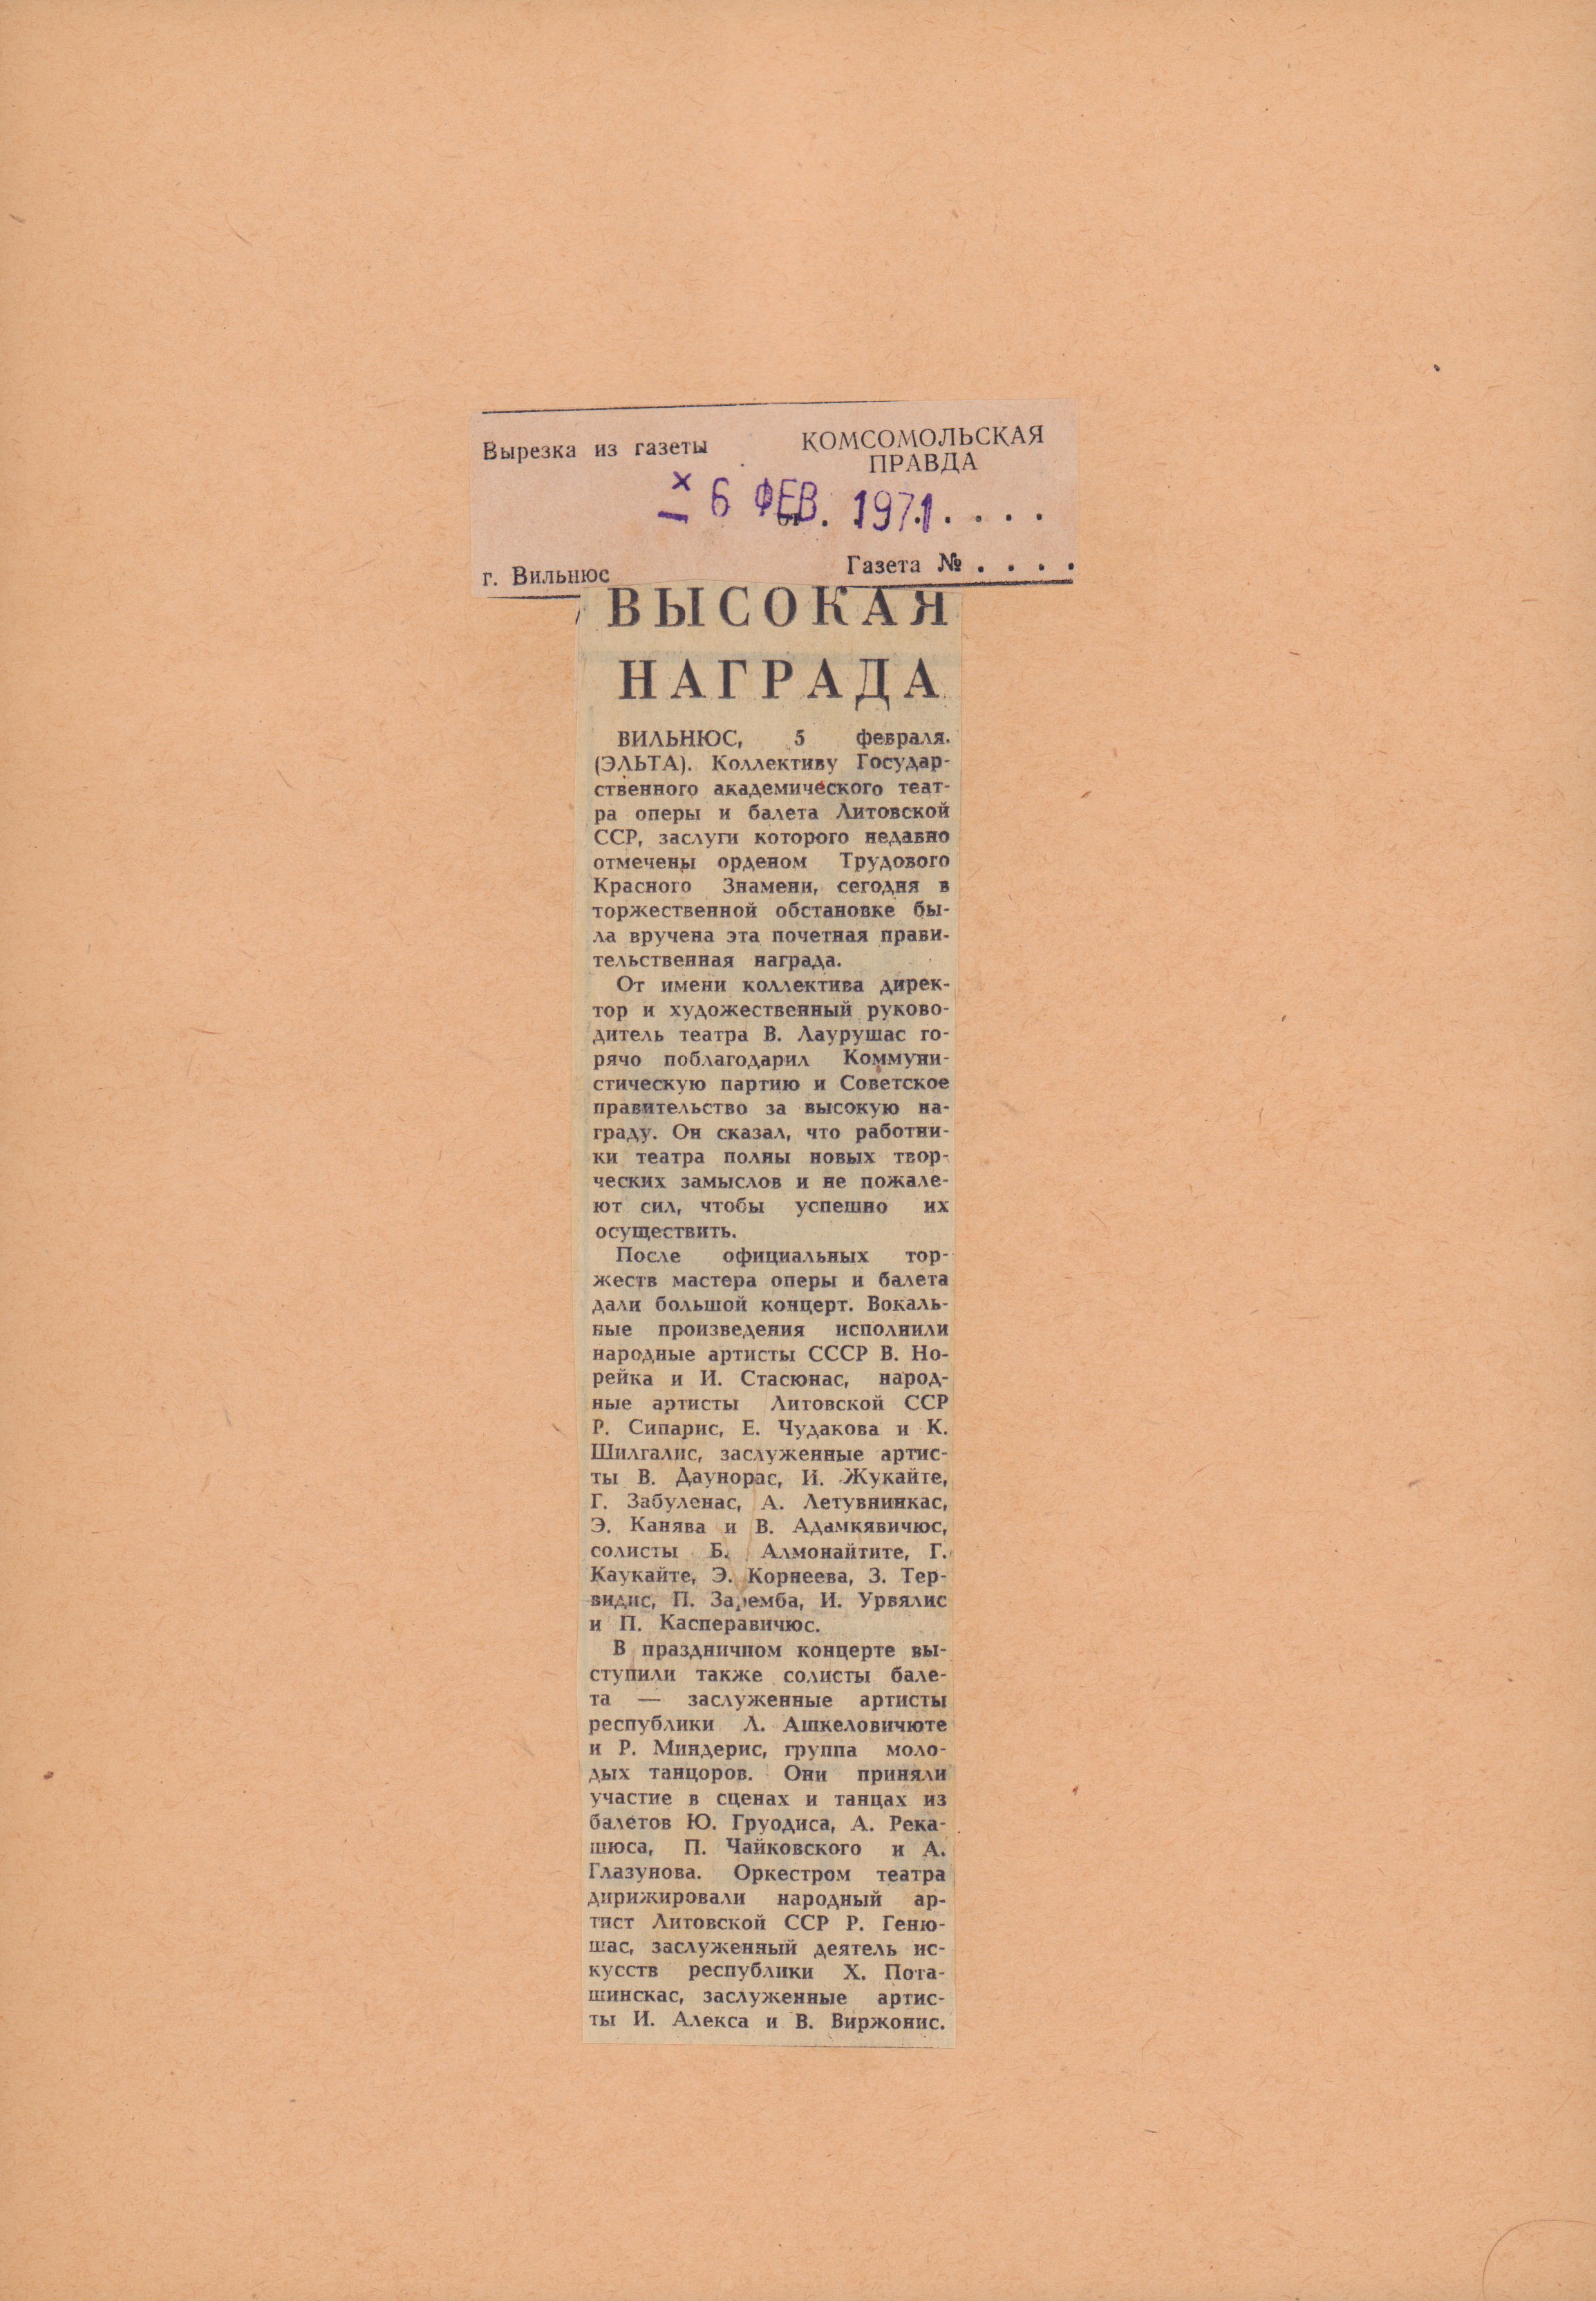 Вырезка из газеты
КОМСОМОЛЬСКАЯ
ПРАВДА
6 ФЕВ. 1971 . . . .
г. Вильнюс
Газета № . . . .
ВЫСОКАЯ
НАГРАДА
ВИЛЬНЮС, 5 февраля.
(ЭЛЬТА). Коллективу Государ-
ственного академического теат-
ра оперы и балета Литовской
ССР, заслуги которого недавно
отмечены орденом Трудового
Красного Знамени, сегодня в
торжественной обстановке бы-
ла вручена эта почетная прави-
тельственная награда.
От имени коллектива дирек-
тор и художественный руково-
дитель театра В. Лаурушас го-
рячо поблагодарил Коммуни-
стическую партию и Советское
правительство за высокую на-
граду. Он сказал, что работни-
ки театра полны новых твор-
ческих замыслов и не пожале-
ют сил, чтобы успешно их
осуществить.
После официальных тор-
жеств мастера оперы и балета
дали большой концерт. Вокаль-
ные произведения исполнили
народные артисты СССР В. Но-
рейка и И. Стасюнас, народ-
ные артисты Литовской ССР
Р. Сипарис, Е. Чудакова и К.
Шилгалис, заслуженные артис-
ты В. Даунорас, И. Жукайте,
Г. Забуленас, А. Летувнинкас,
Э. Канява и В. Адамкявичюс,
солисты Б. Алмонайтите, Г.
Каукайте, Э. Корнеева, З. Тер-
видис, П. Заремба, И. Урвялис
и П. Касперавичюс.
В праздничном концерте вы-
ступили также солисты бале-
та — заслуженные артисты
республики Л. Ашкеловичюте
и Р. Миндерис, группа моло-
дых танцоров. Они приняли
участие в сценах и танцах из
балетов Ю. Груодиса, А. Река-
шюса, П. Чайковского и А.
Глазунова. Оркестром театра
дирижировали народный ар-
тист Литовской ССР Р. Геню-
шас, заслуженный деятель ис-
кусств республики Х. Пота-
шинскас, заслуженные артис-
ты И. Алекса и В. Виржонис.